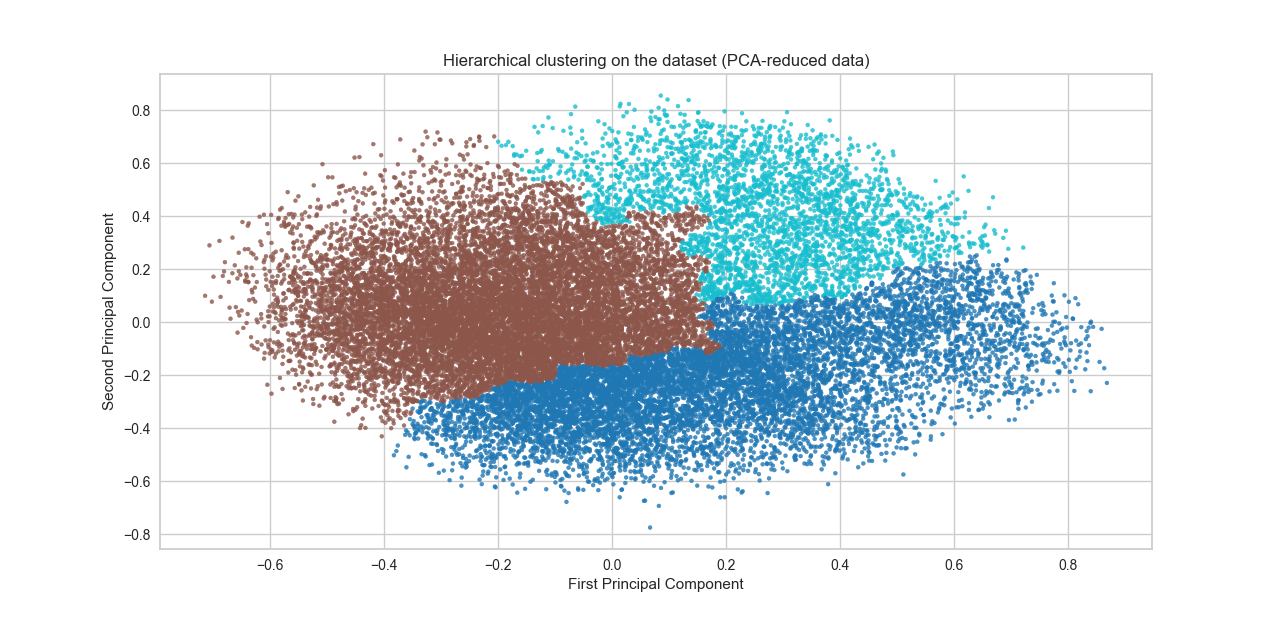 Hierarchical clustering on the dataset (PCA-reduced data)
0.8
0.6
0.4
0.2
0.0
−0.2
−0.4
−0.6
−0.8
Second Principal Component
−0.6 −0.4 −0.2 0.0 0.2 0.4 0.6 0.8
First Principal Component